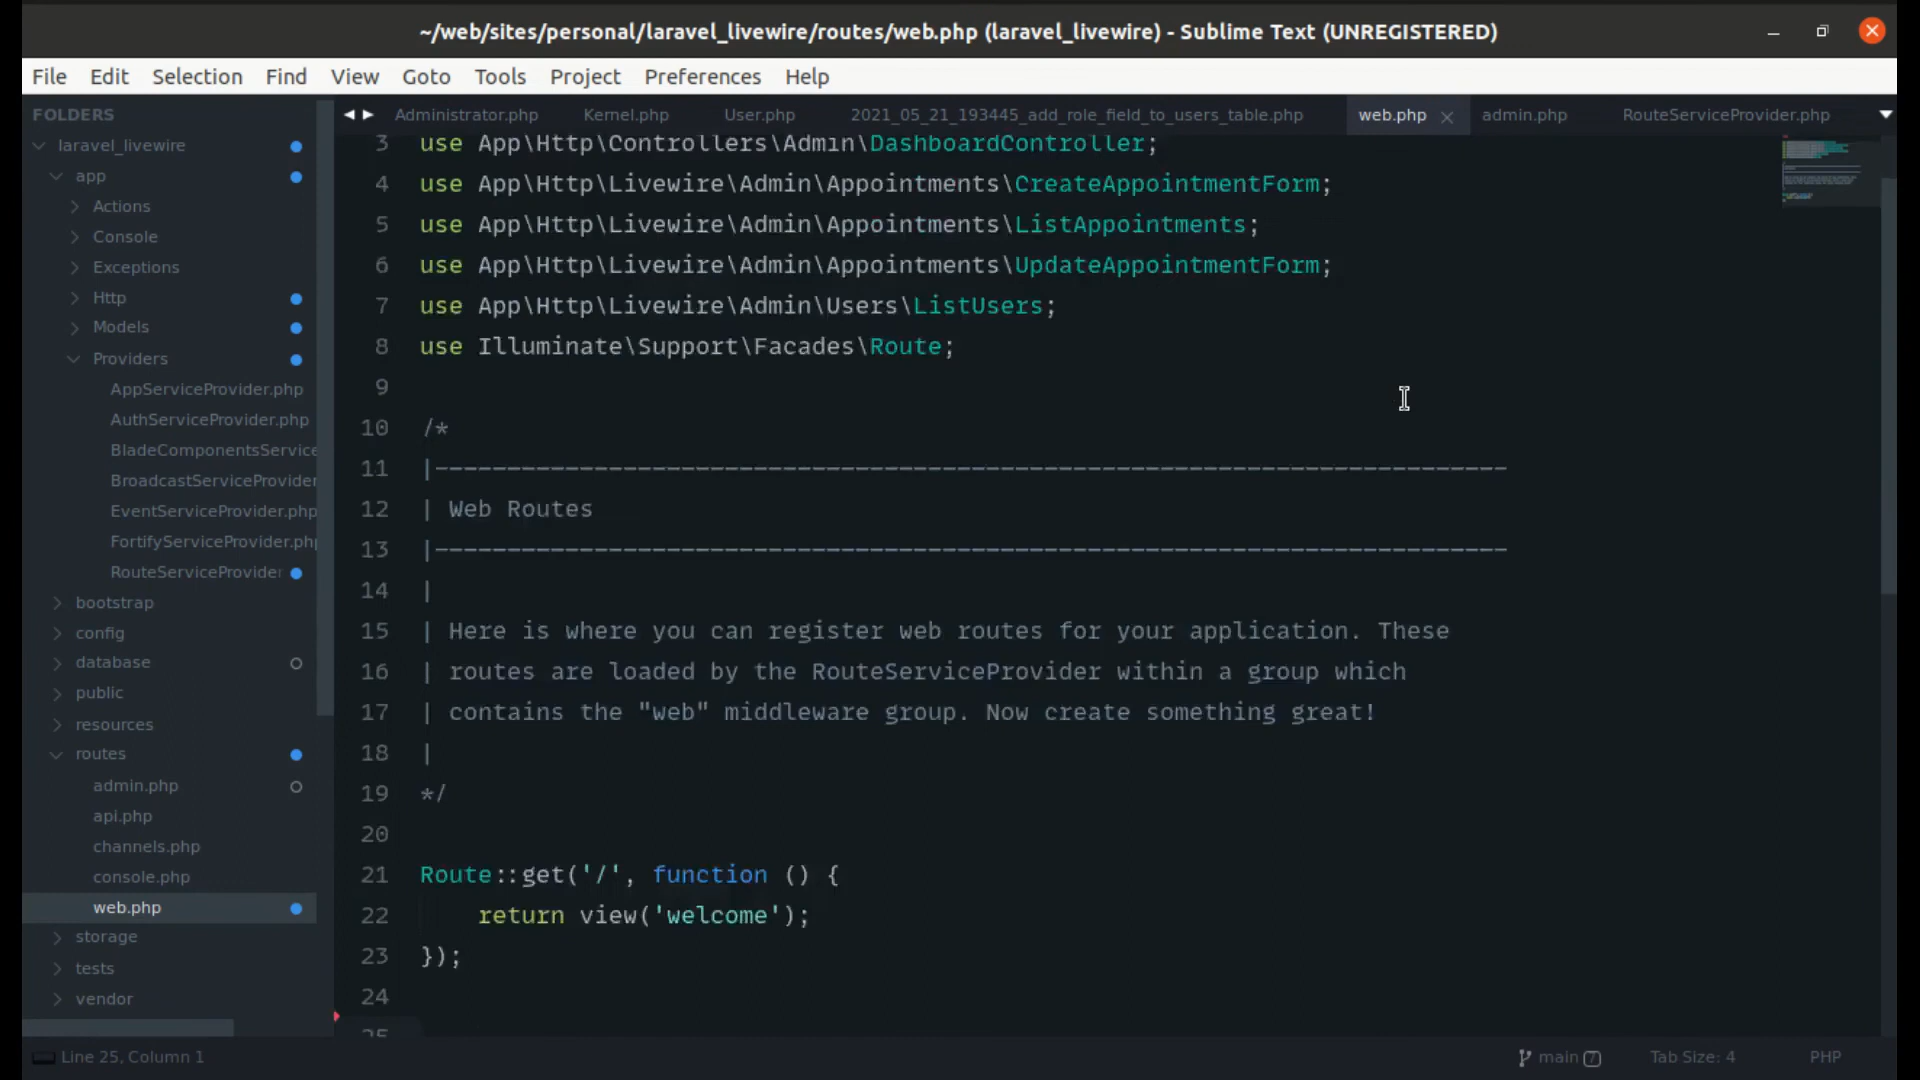 ~/web/sites/personal/laravel_livewire/routes/web.php (laravel_livewire) - Sublime Text (UNREGISTERED)
File Edit Selection Find View Goto Tools Project Preferences Help
FOLDERS
laravel_livewire
app
Actions
Console
Exceptions
Http
Models
Providers
AppServiceProvider.php
AuthServiceProvider.php
BladeComponentsService
BroadcastServiceProvider
EventServiceProvider.php
FortifyServiceProvider.php
RouteServiceProvider
bootstrap
config
database
public
resources
routes
admin.php
api.php
channels.php
console.php
web.php
storage
tests
vendor
Administrator.php Kernel.php User.php 2021_05_21_193445_add_role_field_to_users_table.php web.php admin.php RouteServiceProvider.php
3 use App\Http\Controllers\Admin\DashboardController;
4 use App\Http\Livewire\Admin\Appointments\CreateAppointmentForm;
5 use App\Http\Livewire\Admin\Appointments\ListAppointments;
6 use App\Http\Livewire\Admin\Appointments\UpdateAppointmentForm;
7 use App\Http\Livewire\Admin\Users\ListUsers;
8 use Illuminate\Support\Facades\Route;
9
10 /*
11 |--------------------------------------------------------------------------
12 | Web Routes
13 |--------------------------------------------------------------------------
14 |
15 | Here is where you can register web routes for your application. These
16 | routes are loaded by the RouteServiceProvider within a group which
17 | contains the "web" middleware group. Now create something great!
18 |
19 */
20
21 Route::get('/', function () {
22     return view('welcome');
23 });
24
25
Line 25, Column 1
main 7 Tab Size: 4 PHP